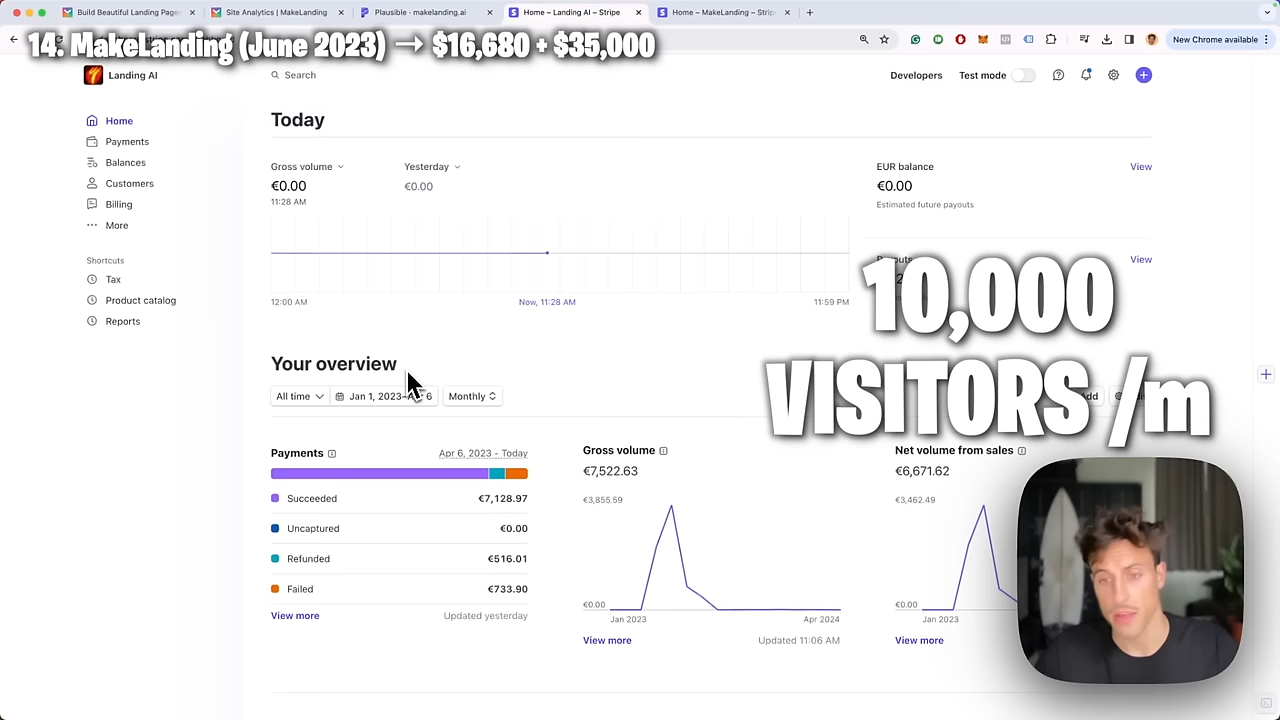 Build Beautiful Landing Page
Site Analytics | MakeLanding
Plausible · makelanding.ai
Home – Landing AI – Stripe
Home – MakeLanding – Strip
14. MakeLanding (June 2023) → $16,680 + $35,000
New Chrome available
Landing AI
Search
Developers
Test mode
Home
Payments
Balances
Customers
Billing
More
Shortcuts
Tax
Product catalog
Reports
Today
Gross volume
Yesterday
€0.00
€0.00
11:28 AM
12:00 AM
Now, 11:28 AM
11:59 PM
EUR balance
View
€0.00
Estimated future payouts
View
10,000
VISITORS /m
Your overview
All time
Jan 1, 2023
6
Monthly
Payments
Apr 6, 2023 - Today
Succeeded
€7,128.97
Uncaptured
€0.00
Refunded
€516.01
Failed
€733.90
View more
Updated yesterday
Gross volume
€7,522.63
€3,855.59
€0.00
Jan 2023
Apr 2024
View more
Updated 11:06 AM
Net volume from sales
€6,671.62
€3,462.49
€0.00
Jan 2023
View more